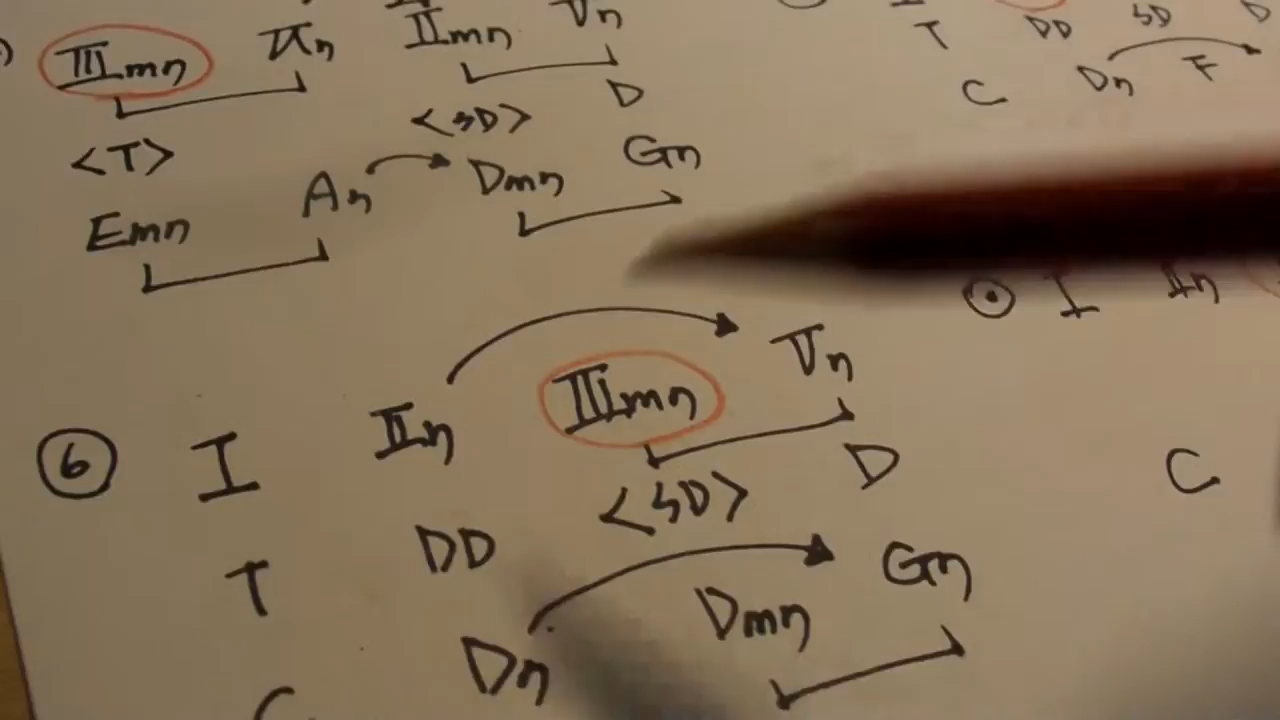 IIIm7 VI7 IIm7 V7
<T> <SD> D
Em7 A7 Dm7 G7
T DD SD D
C D7 F
⑥ I II7 IIIm7 V7
T DD <SD> D
D7 Dm7 G7
I II7
C